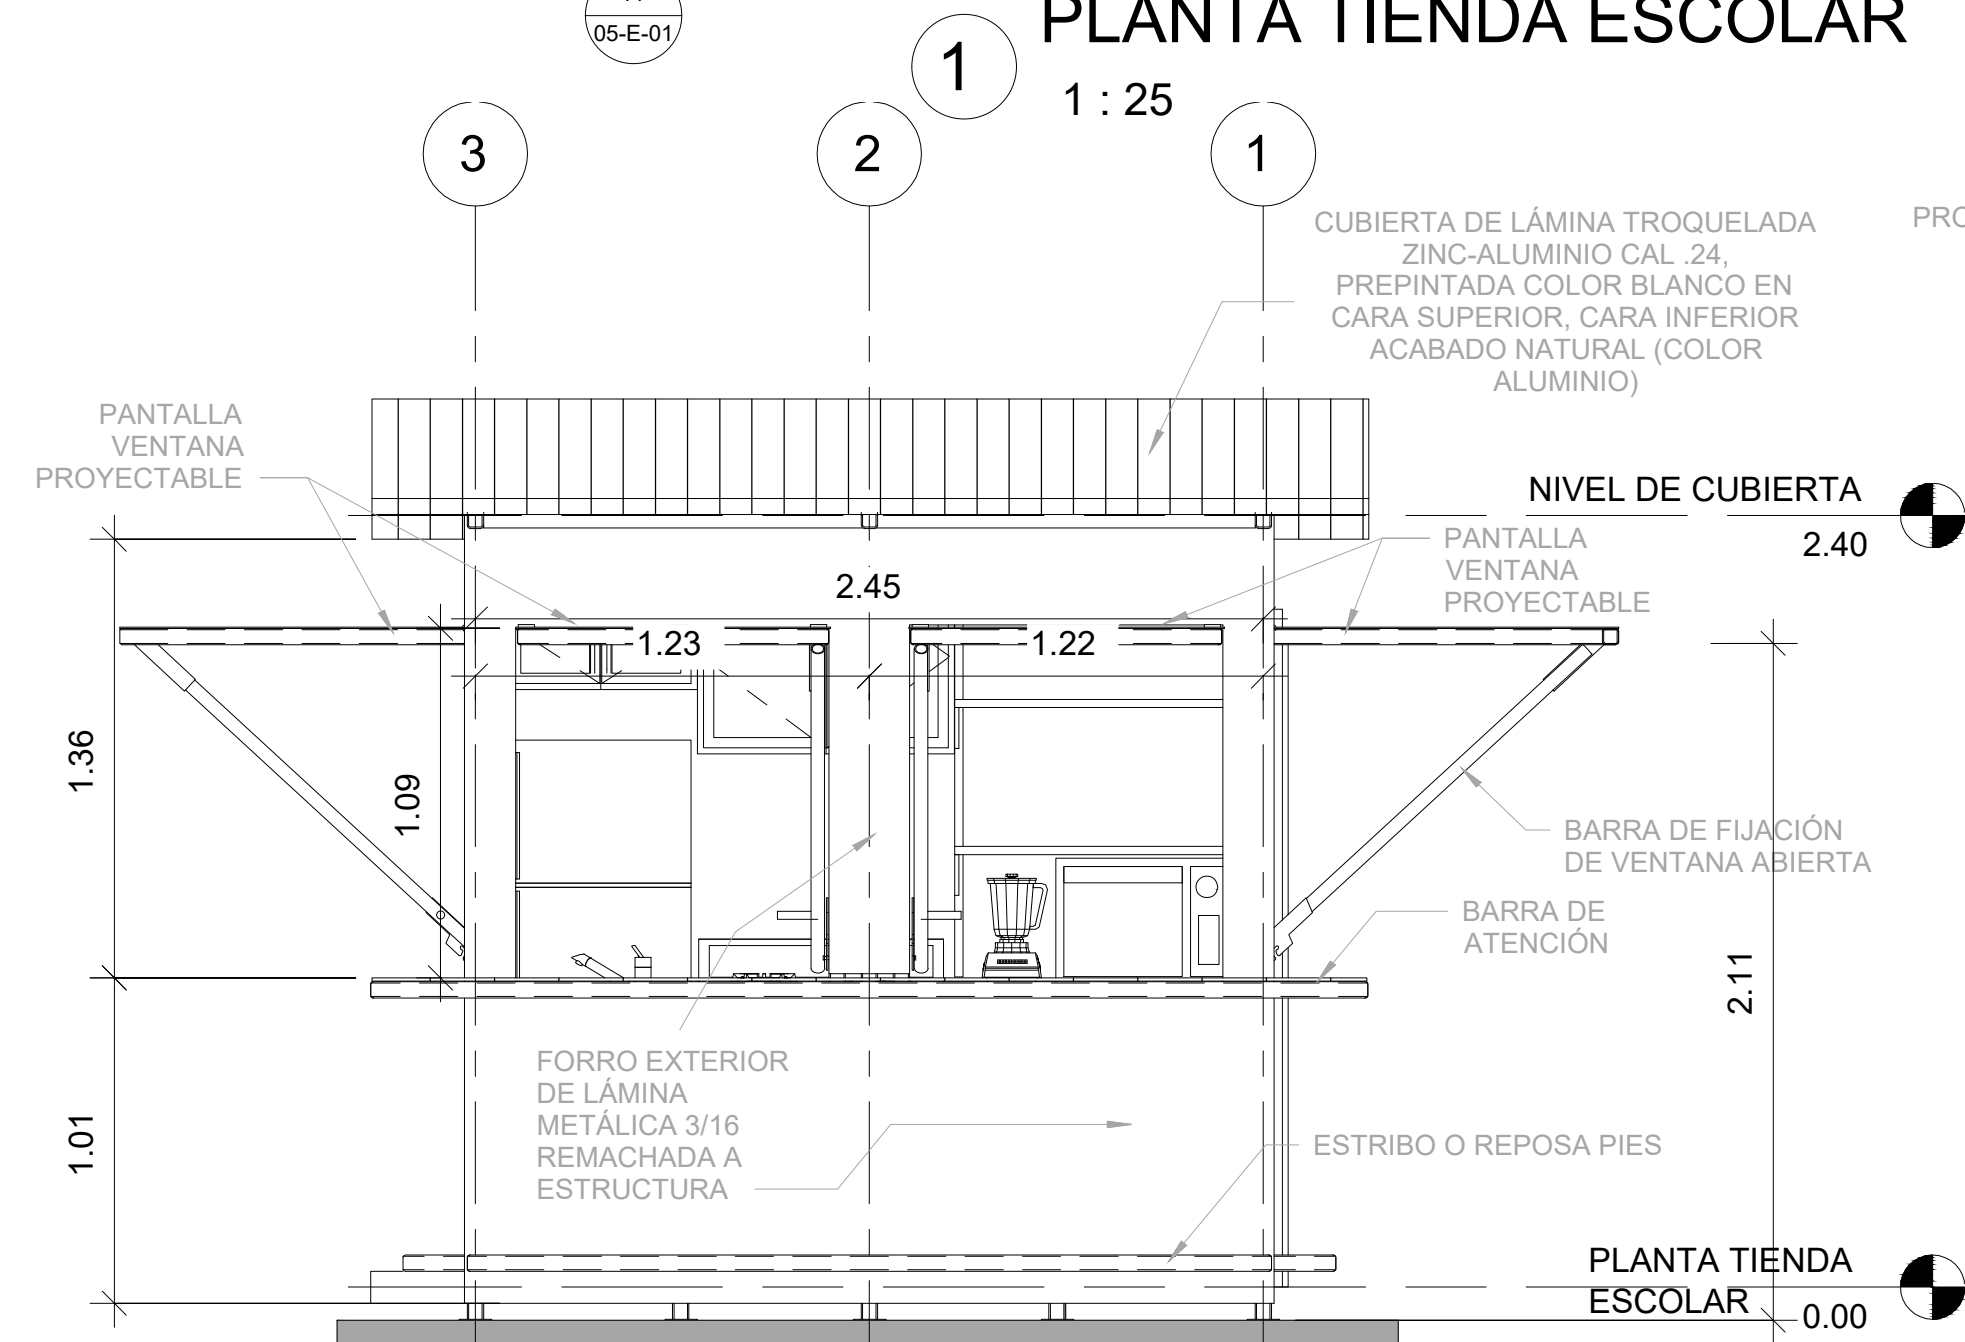 05-E-01
1
PLANTA TIENDA ESCOLAR
1 : 25
3
2
1
CUBIERTA DE LÁMINA TROQUELADA
ZINC-ALUMINIO CAL .24,
PREPINTADA COLOR BLANCO EN
CARA SUPERIOR, CARA INFERIOR
ACABADO NATURAL (COLOR
ALUMINIO)
PANTALLA
VENTANA
PROYECTABLE
NIVEL DE CUBIERTA
2.40
PANTALLA
VENTANA
PROYECTABLE
2.45
1.23
1.22
1.36
1.09
BARRA DE FIJACIÓN
DE VENTANA ABIERTA
BARRA DE
ATENCIÓN
2.11
FORRO EXTERIOR
DE LÁMINA
METÁLICA 3/16
REMACHADA A
ESTRUCTURA
1.01
ESTRIBO O REPOSA PIES
PLANTA TIENDA
ESCOLAR
0.00